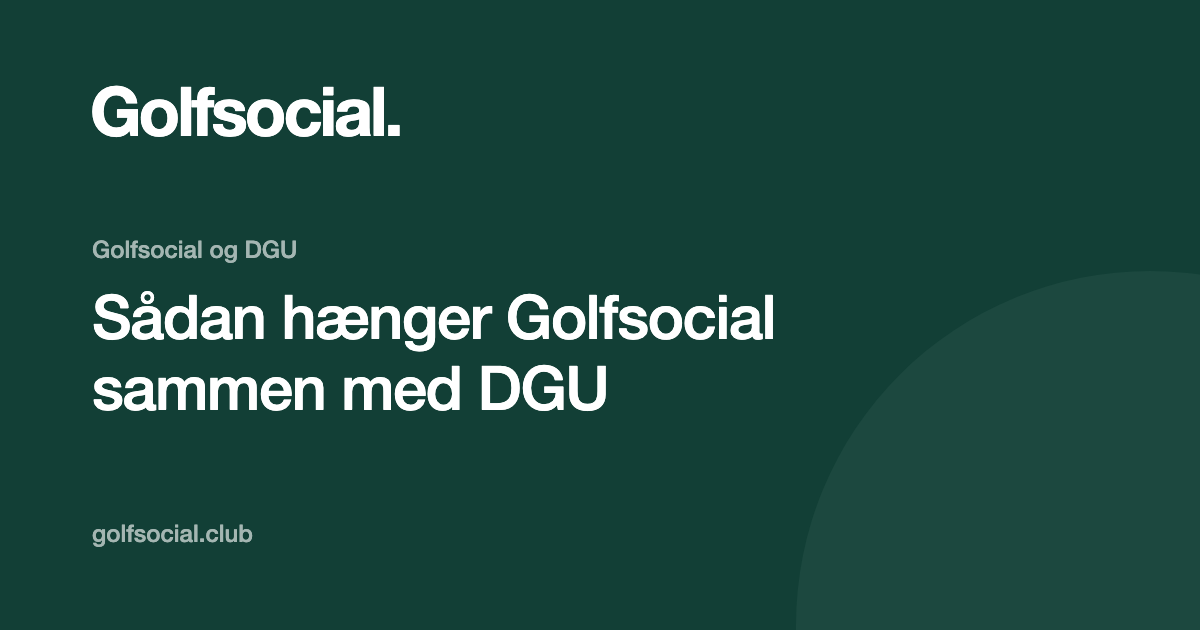 Golfsocial.
Golfsocial og DGU
Sådan hænger Golfsocial
sammen med DGU
golfsocial.club